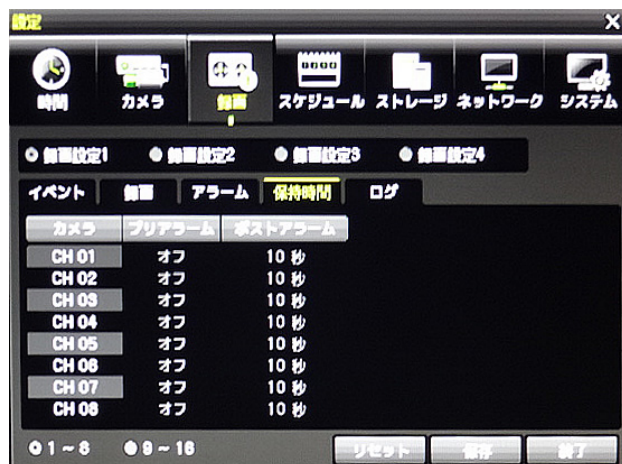 設定 X
時間 カメラ 録画 スケジュール ストレージ ネットワーク システム
録画設定1 録画設定2 録画設定3 録画設定4
イベント 録画 アラーム 保持時間 ログ
カメラ プリアラーム ポストアラーム
CH 01 オフ 10 秒
CH 02 オフ 10 秒
CH 03 オフ 10 秒
CH 04 オフ 10 秒
CH 05 オフ 10 秒
CH 06 オフ 10 秒
CH 07 オフ 10 秒
CH 08 オフ 10 秒
1 ~ 8 9 ~ 16 リセット 保存 終了